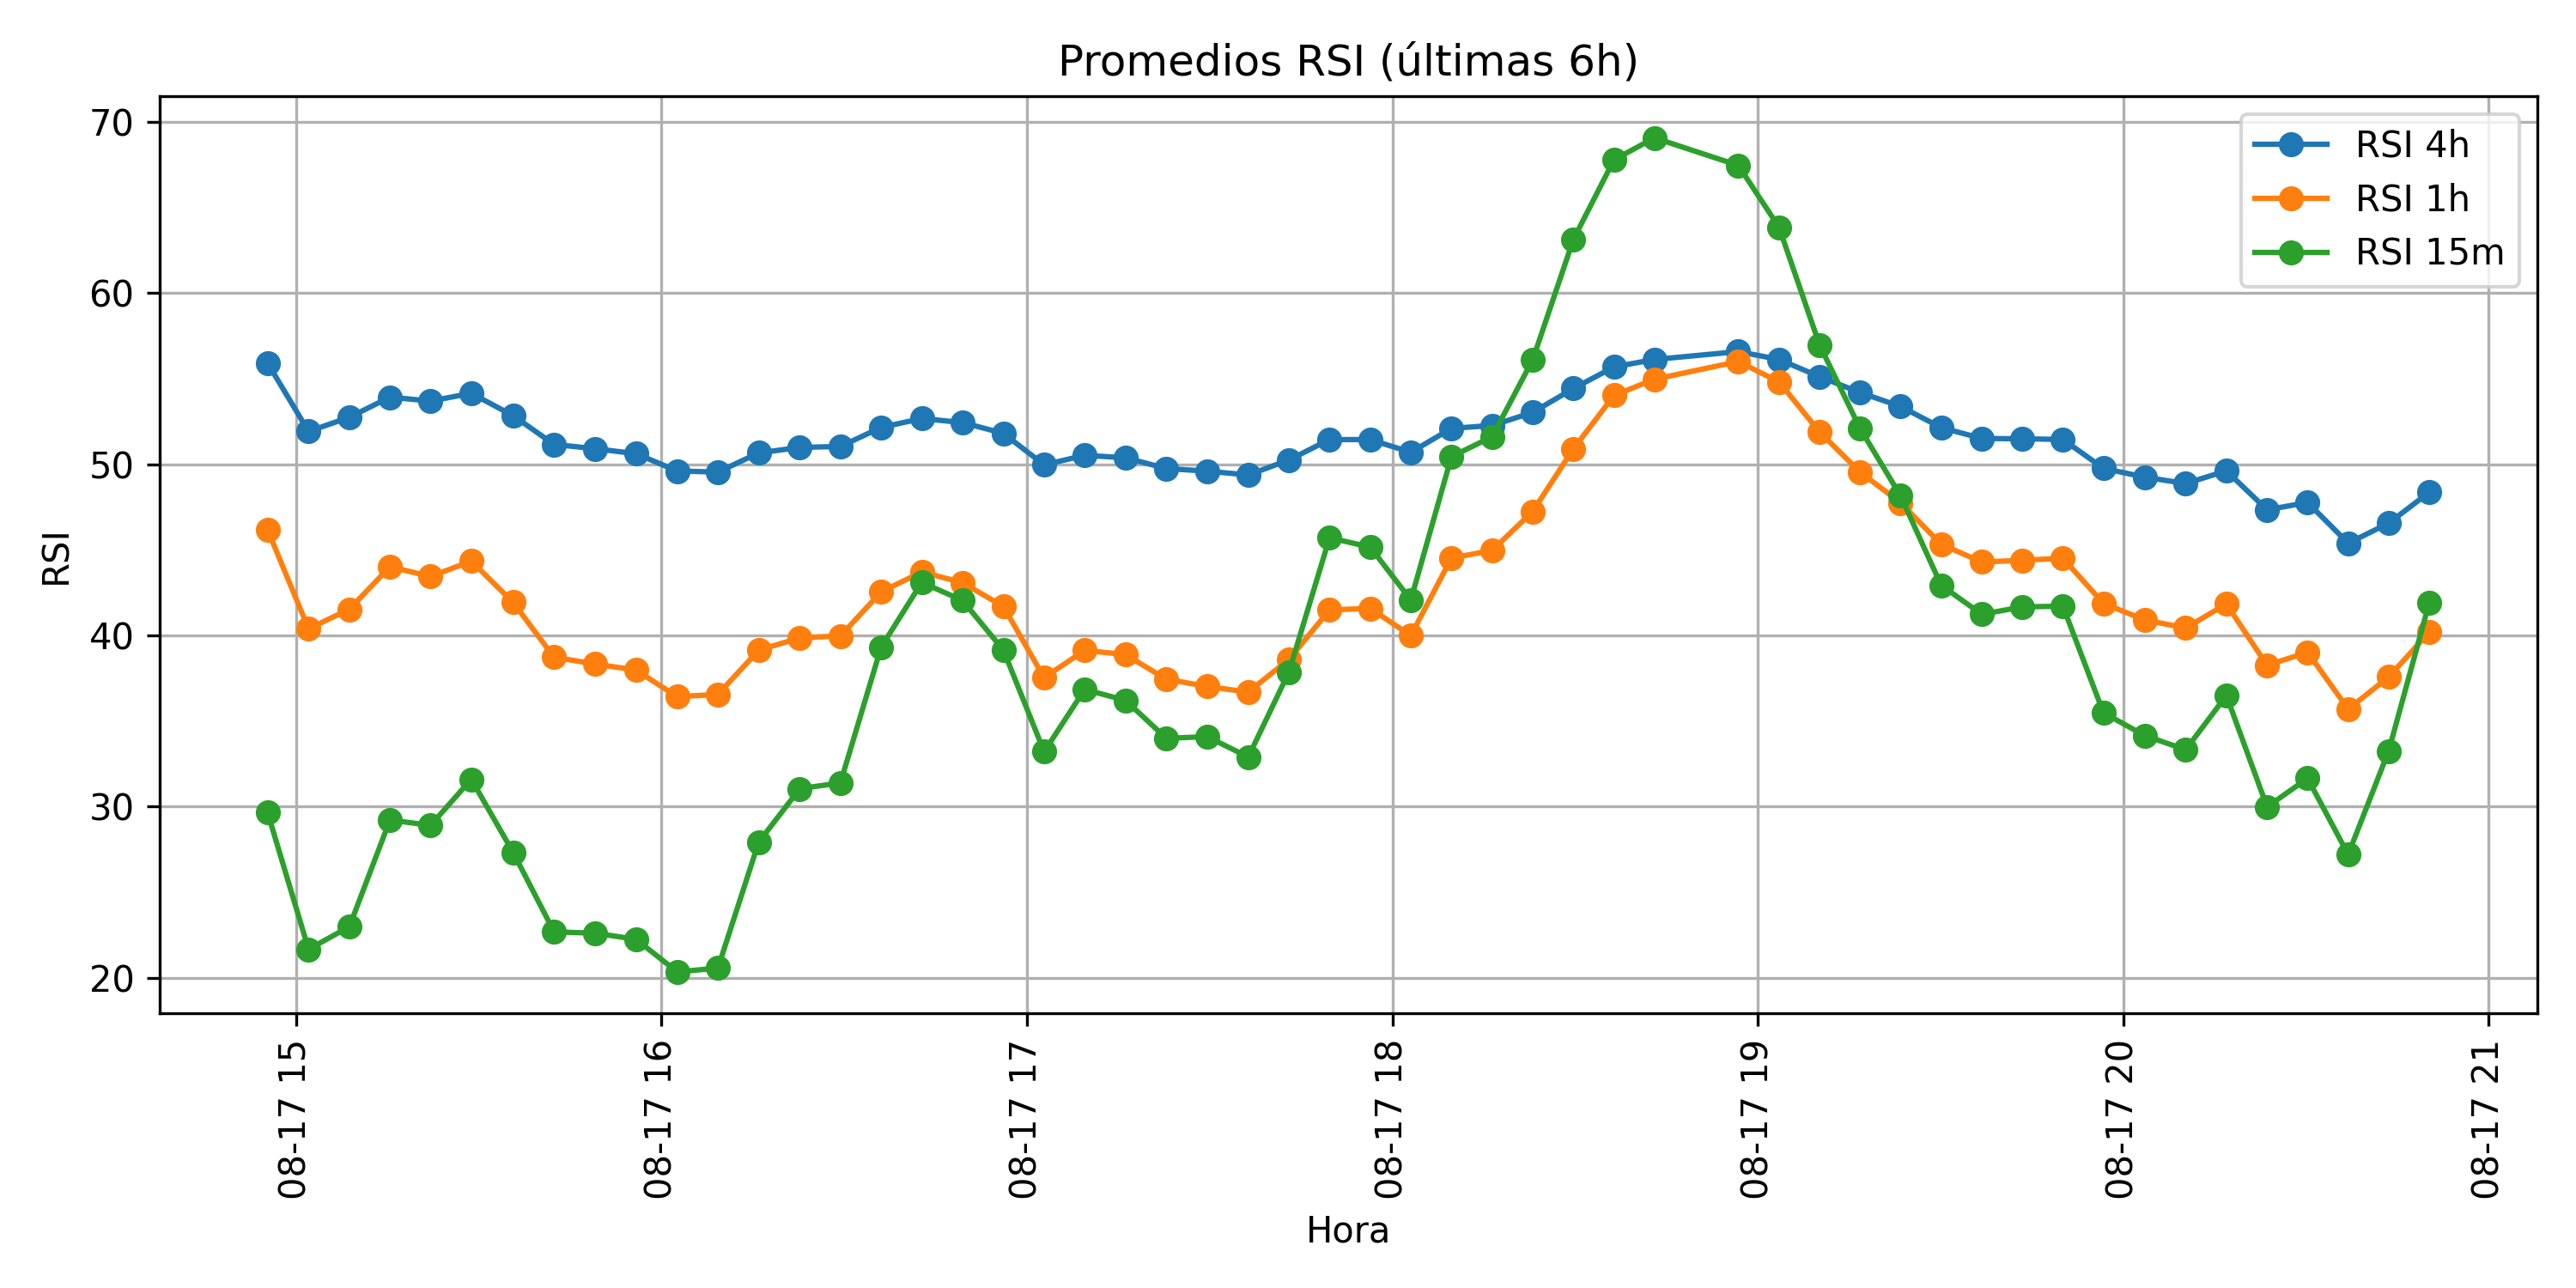 Promedios RSI (últimas 6h)
RSI 4h
RSI 1h
RSI 15m
RSI
70
60
50
40
30
20
08-17 15
08-17 16
08-17 17
08-17 18
08-17 19
08-17 20
08-17 21
Hora